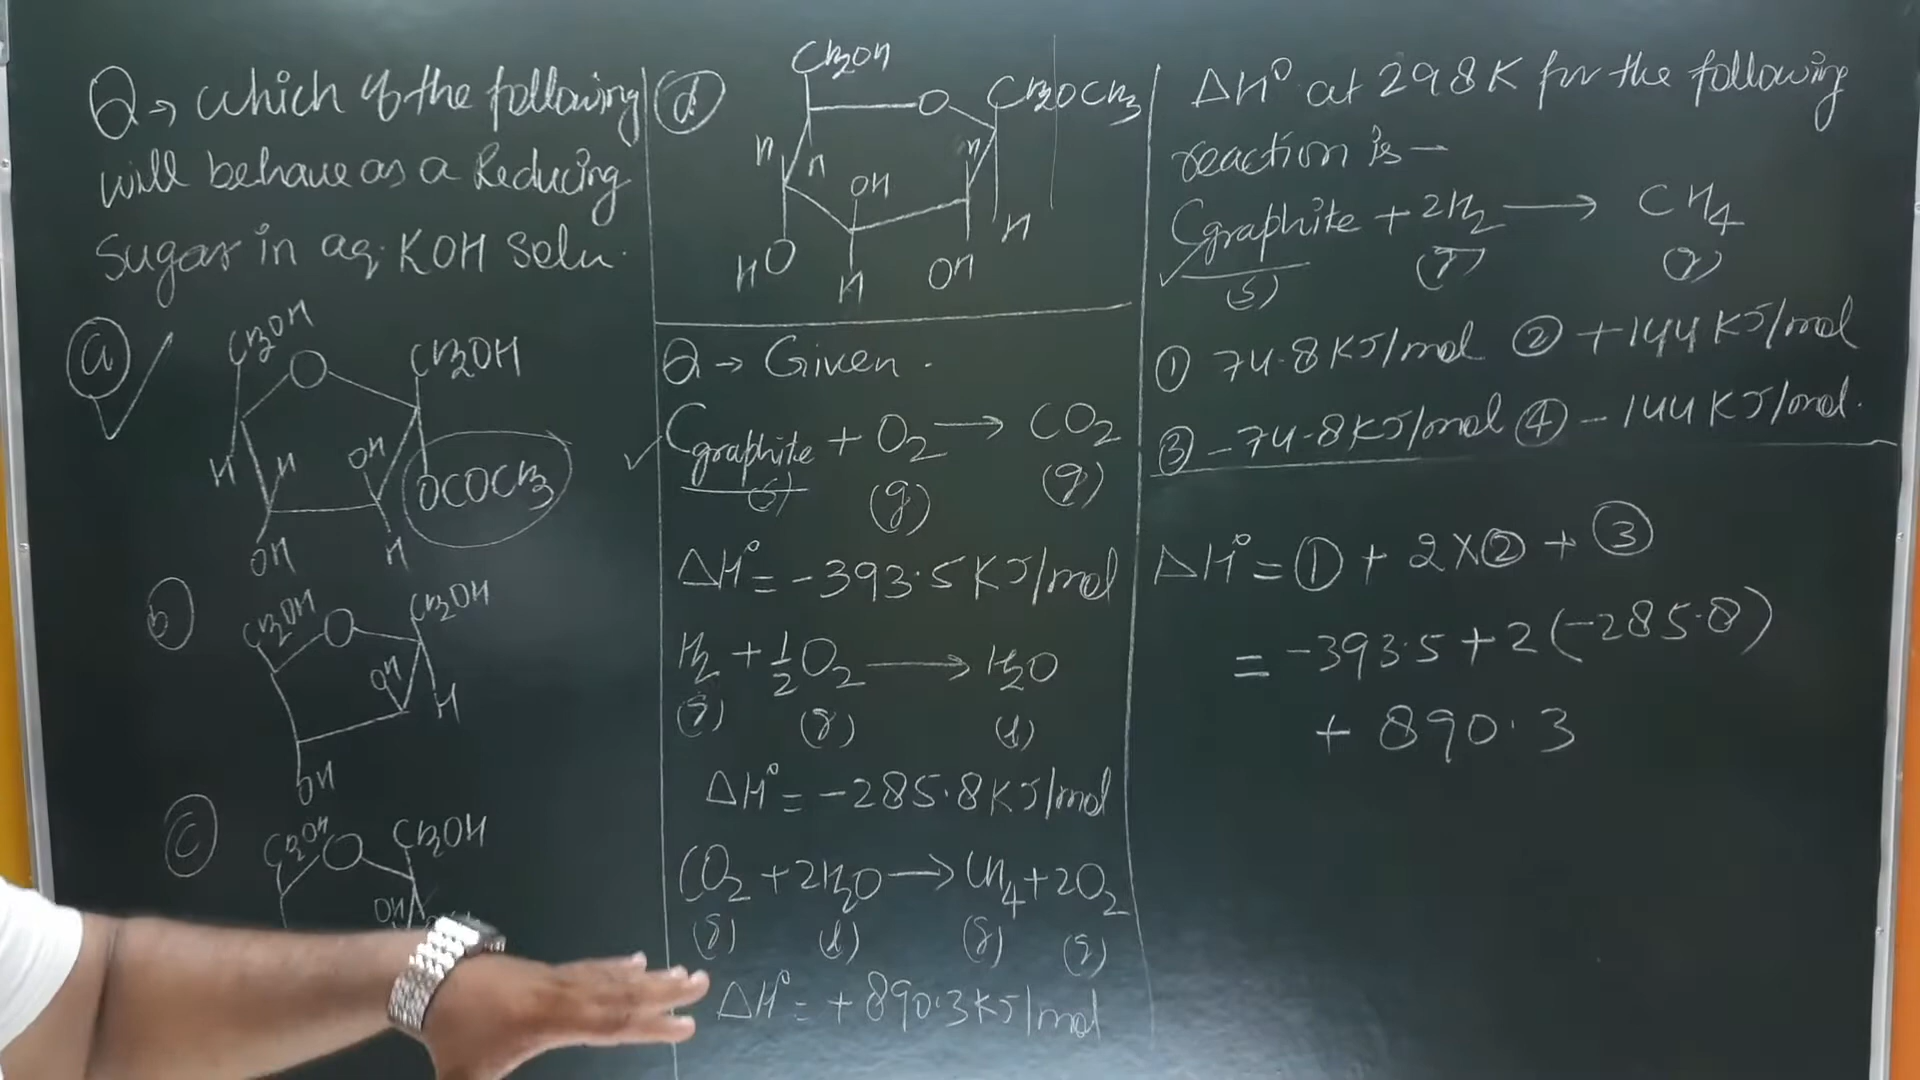 Q→ Which of the following
will behave as a Reducing
Sugar in aq. KOH Soln.
(a)
CH2OH
O
CH2OH
H
H
OH
OCOCH3
OH
H
(b)
CH2OH
O
CH2OH
OH
H
OH
(c)
CH2OH
O
CH2OH
OH
(d)
CH2OH
O
CH2OCH3
H
H
OH
H
H
HO
H
OH
Q→ Given.
Cgraphite + O2 → CO2
(s) (g) (g)
ΔH° = -393.5 KJ/mol
H2 + 1/2 O2 → H2O
(g) (g) (l)
ΔH° = -285.8 KJ/mol
CO2 + 2H2O → CH4 + 2O2
(g) (l) (g) (g)
ΔH° = +890.3 KJ/mol
ΔH° at 298 K for the following
reaction is —
Cgraphite + 2H2 → CH4
(s) (g) (g)
① 74.8 KJ/mol ② +144 KJ/mol
③ -74.8 KJ/mol ④ -144 KJ/mol.
ΔH° = ① + 2×② + ③
= -393.5 + 2(-285.8)
+ 890.3